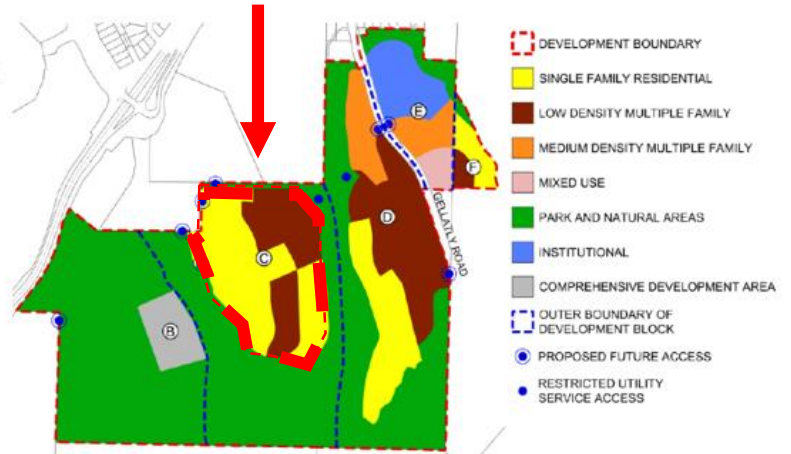 DEVELOPMENT BOUNDARY
SINGLE FAMILY RESIDENTIAL
LOW DENSITY MULTIPLE FAMILY
MEDIUM DENSITY MULTIPLE FAMILY
MIXED USE
PARK AND NATURAL AREAS
INSTITUTIONAL
COMPREHENSIVE DEVELOPMENT AREA
OUTER BOUNDARY OF
DEVELOPMENT BLOCK
PROPOSED FUTURE ACCESS
RESTRICTED UTILITY
SERVICE ACCESS
E
F
D
GELLATLY ROAD
C
B